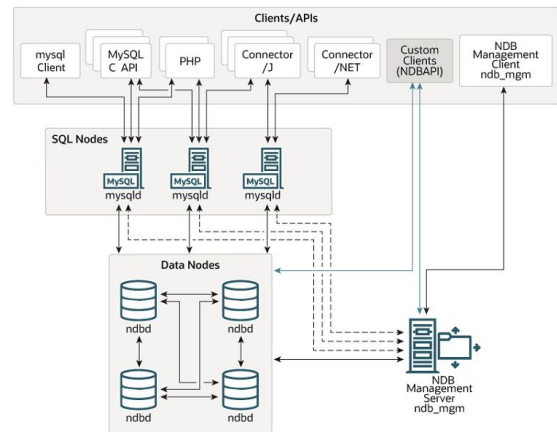 Clients/APIs
mysql
Client
MySQL
C API
PHP
Connector
/J
Connector
/NET
Custom
Clients
(NDBAPI)
NDB
Management
Client
ndb_mgm
SQL Nodes
MySQL
mysqld
MySQL
mysqld
MySQL
mysqld
Data Nodes
ndbd
ndbd
ndbd
ndbd
NDB
Management
Server
ndb_mgm